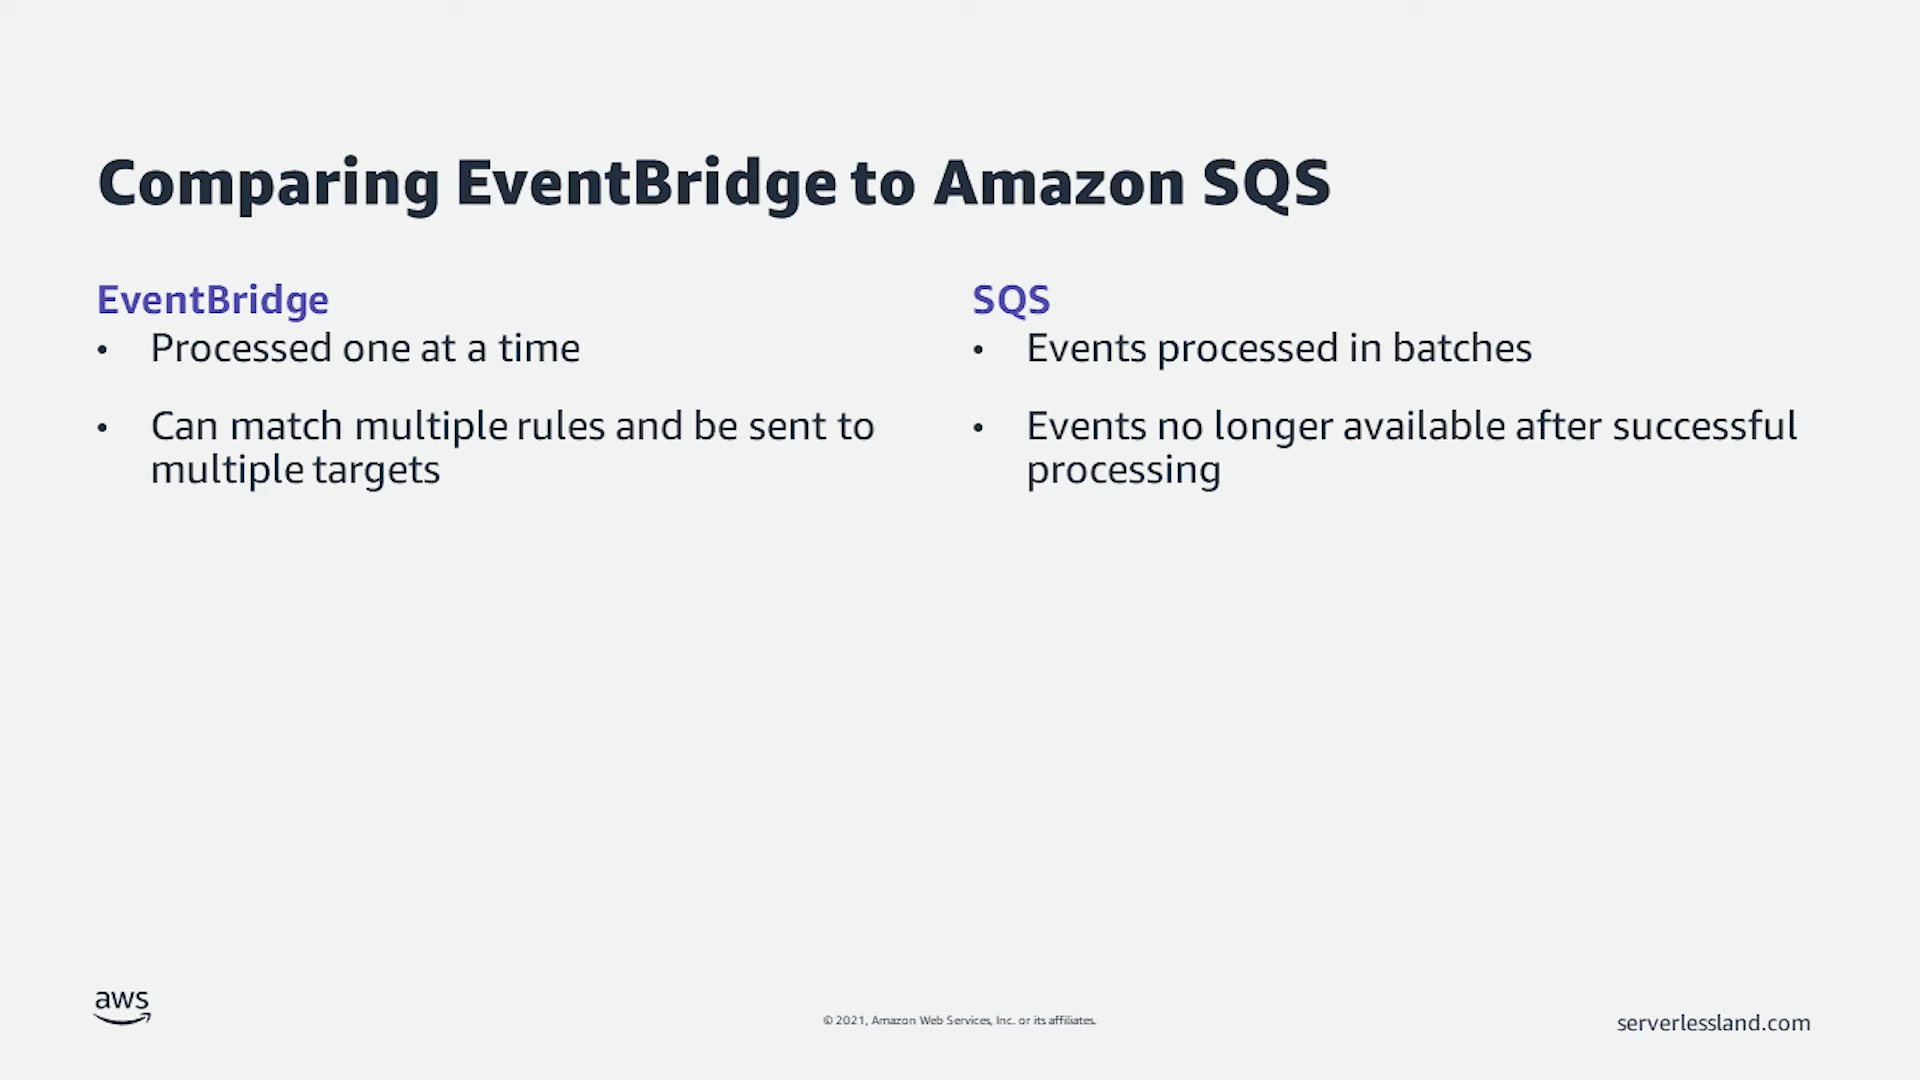 Comparing EventBridge to Amazon SQS
EventBridge
• Processed one at a time
• Can match multiple rules and be sent to
multiple targets
SQS
• Events processed in batches
• Events no longer available after successful
processing
aws
© 2021, Amazon Web Services, Inc. or its affiliates.
serverlessland.com